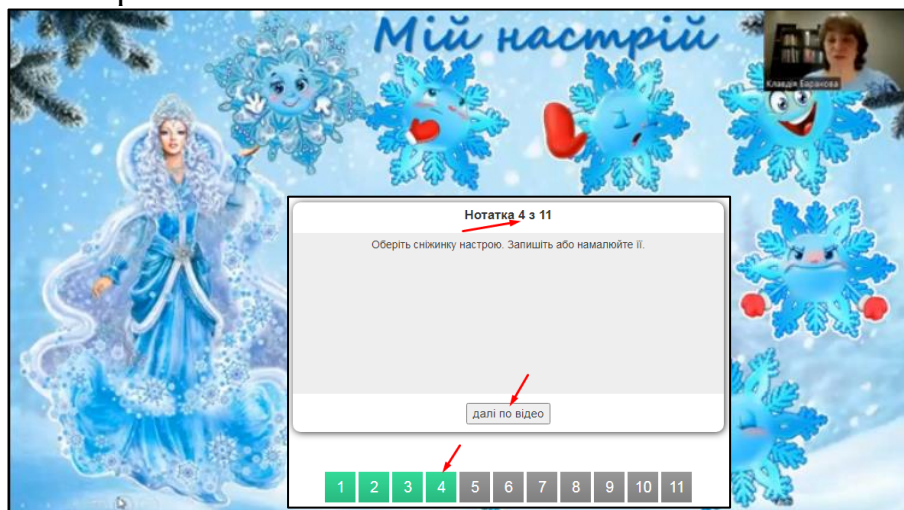 Мій настрій
Клавдія Баранова
Нотатка 4 з 11
Оберіть сніжинку настрою. Запишіть або намалюйте її.
далі по відео
1 2 3 4 5 6 7 8 9 10 11